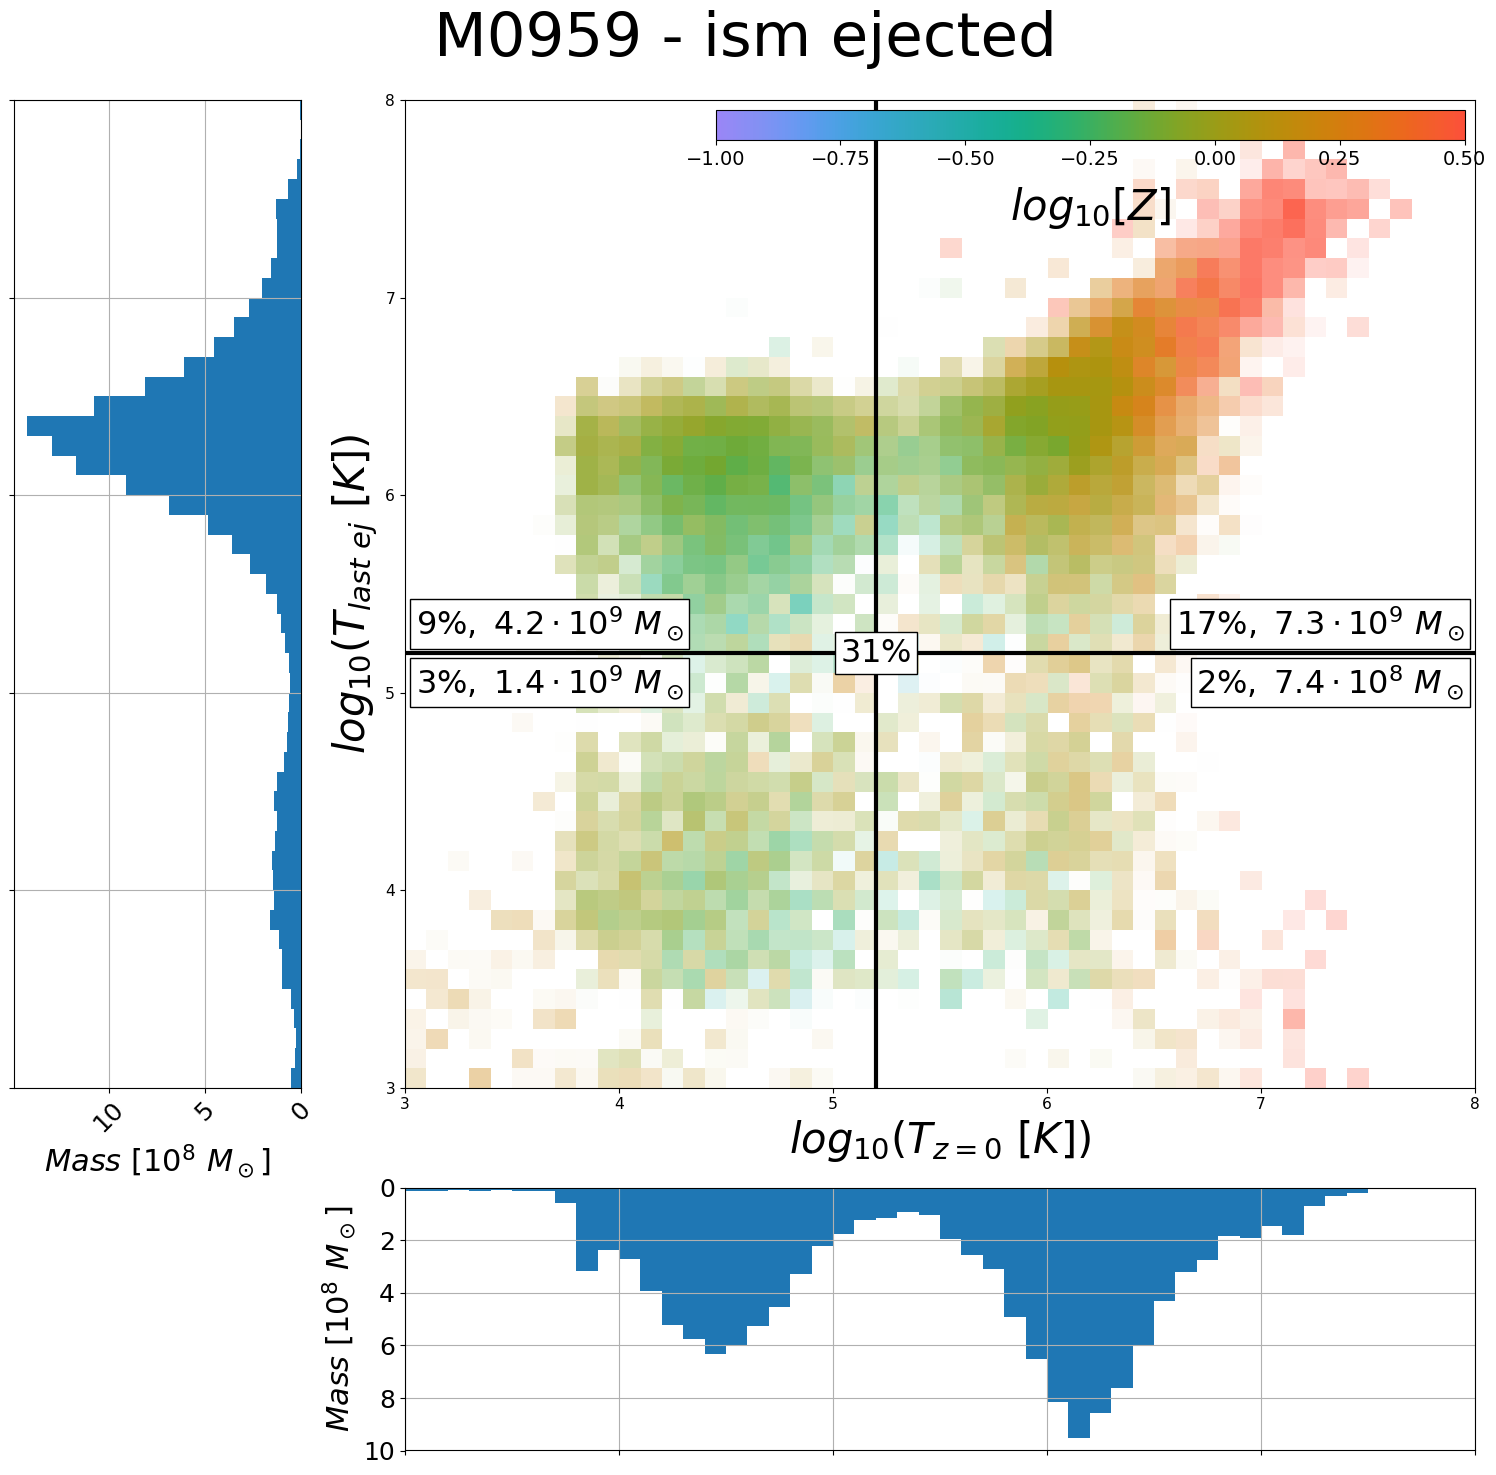 M0959 - ism ejected
−1.00 −0.75 −0.50 −0.25 0.00 0.25 0.50
log₁₀[Z]
8
7
6
5
4
3
log₁₀(T_last ej [K])
9%, 4.2 · 10⁹ M⊙
17%, 7.3 · 10⁹ M⊙
31%
3%, 1.4 · 10⁹ M⊙
2%, 7.4 · 10⁸ M⊙
3 4 5 6 7 8
log₁₀(T_z=0 [K])
10 5 0
Mass [10⁸ M⊙]
0
2
4
6
8
10
Mass [10⁸ M⊙]